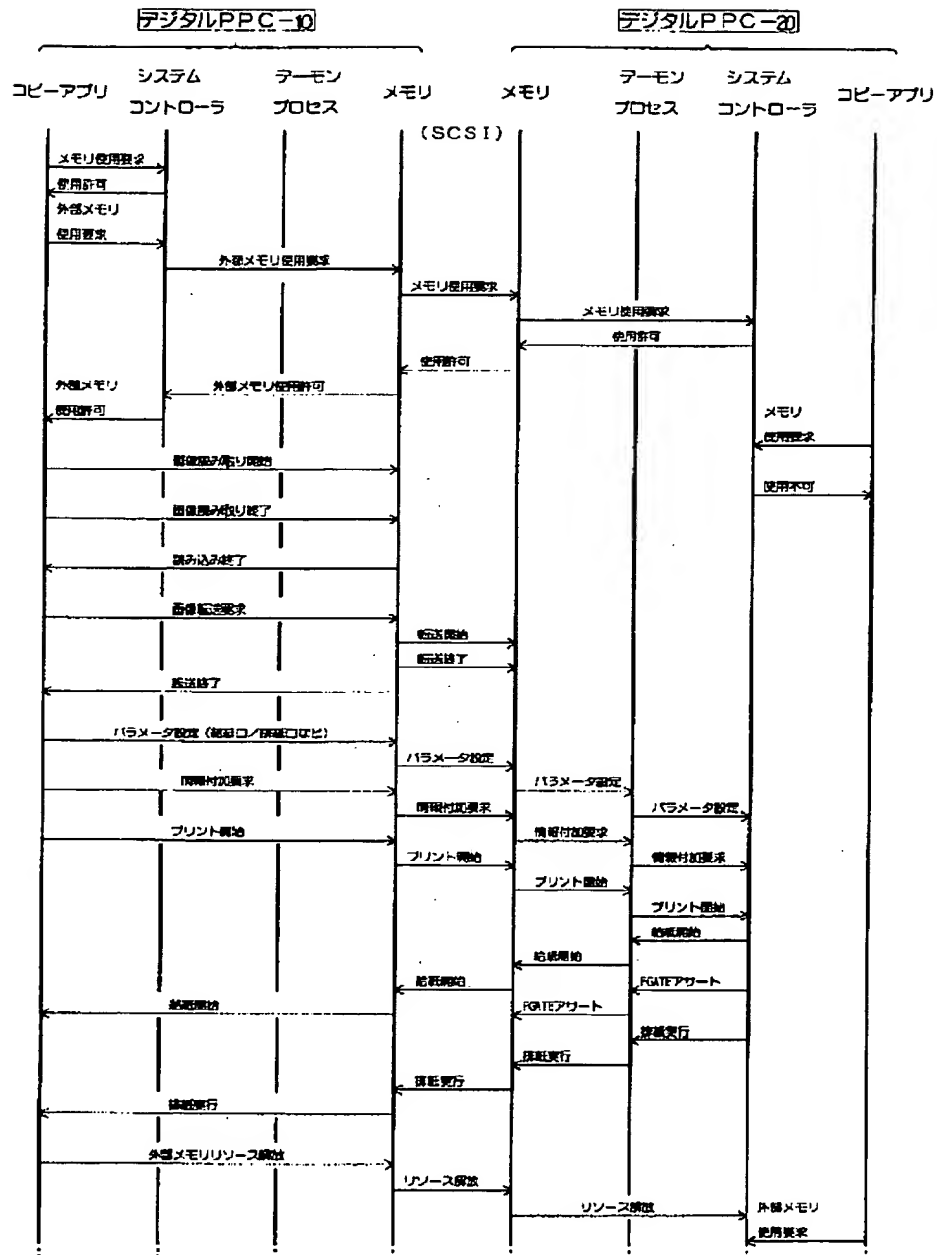 デジタルPPC-10
デジタルPPC-20
コピーアプリ
システム
コントローラ
デーモン
プロセス
メモリ
メモリ
デーモン
プロセス
システム
コントローラ
コピーアプリ
(SCSI)
メモリ使用要求
使用許可
外部メモリ
使用要求
外部メモリ使用要求
メモリ使用要求
メモリ使用要求
使用許可
使用許可
外部メモリ使用許可
外部メモリ
使用許可
メモリ
使用要求
画像読み取り開始
使用不可
画像読み取り終了
読み込み終了
画像転送要求
転送開始
転送終了
転送終了
パラメータ設定(給紙口/排紙口など)
パラメータ設定
情報付加要求
パラメータ設定
情報付加要求
パラメータ設定
プリント開始
情報付加要求
プリント開始
情報付加要求
プリント開始
プリント開始
給紙開始
給紙開始
給紙開始
FGATEアサート
給紙開始
FGATEアサート
排紙実行
排紙実行
排紙実行
排紙実行
外部メモリリソース解放
リソース解放
リソース解放
外部メモリ
使用要求